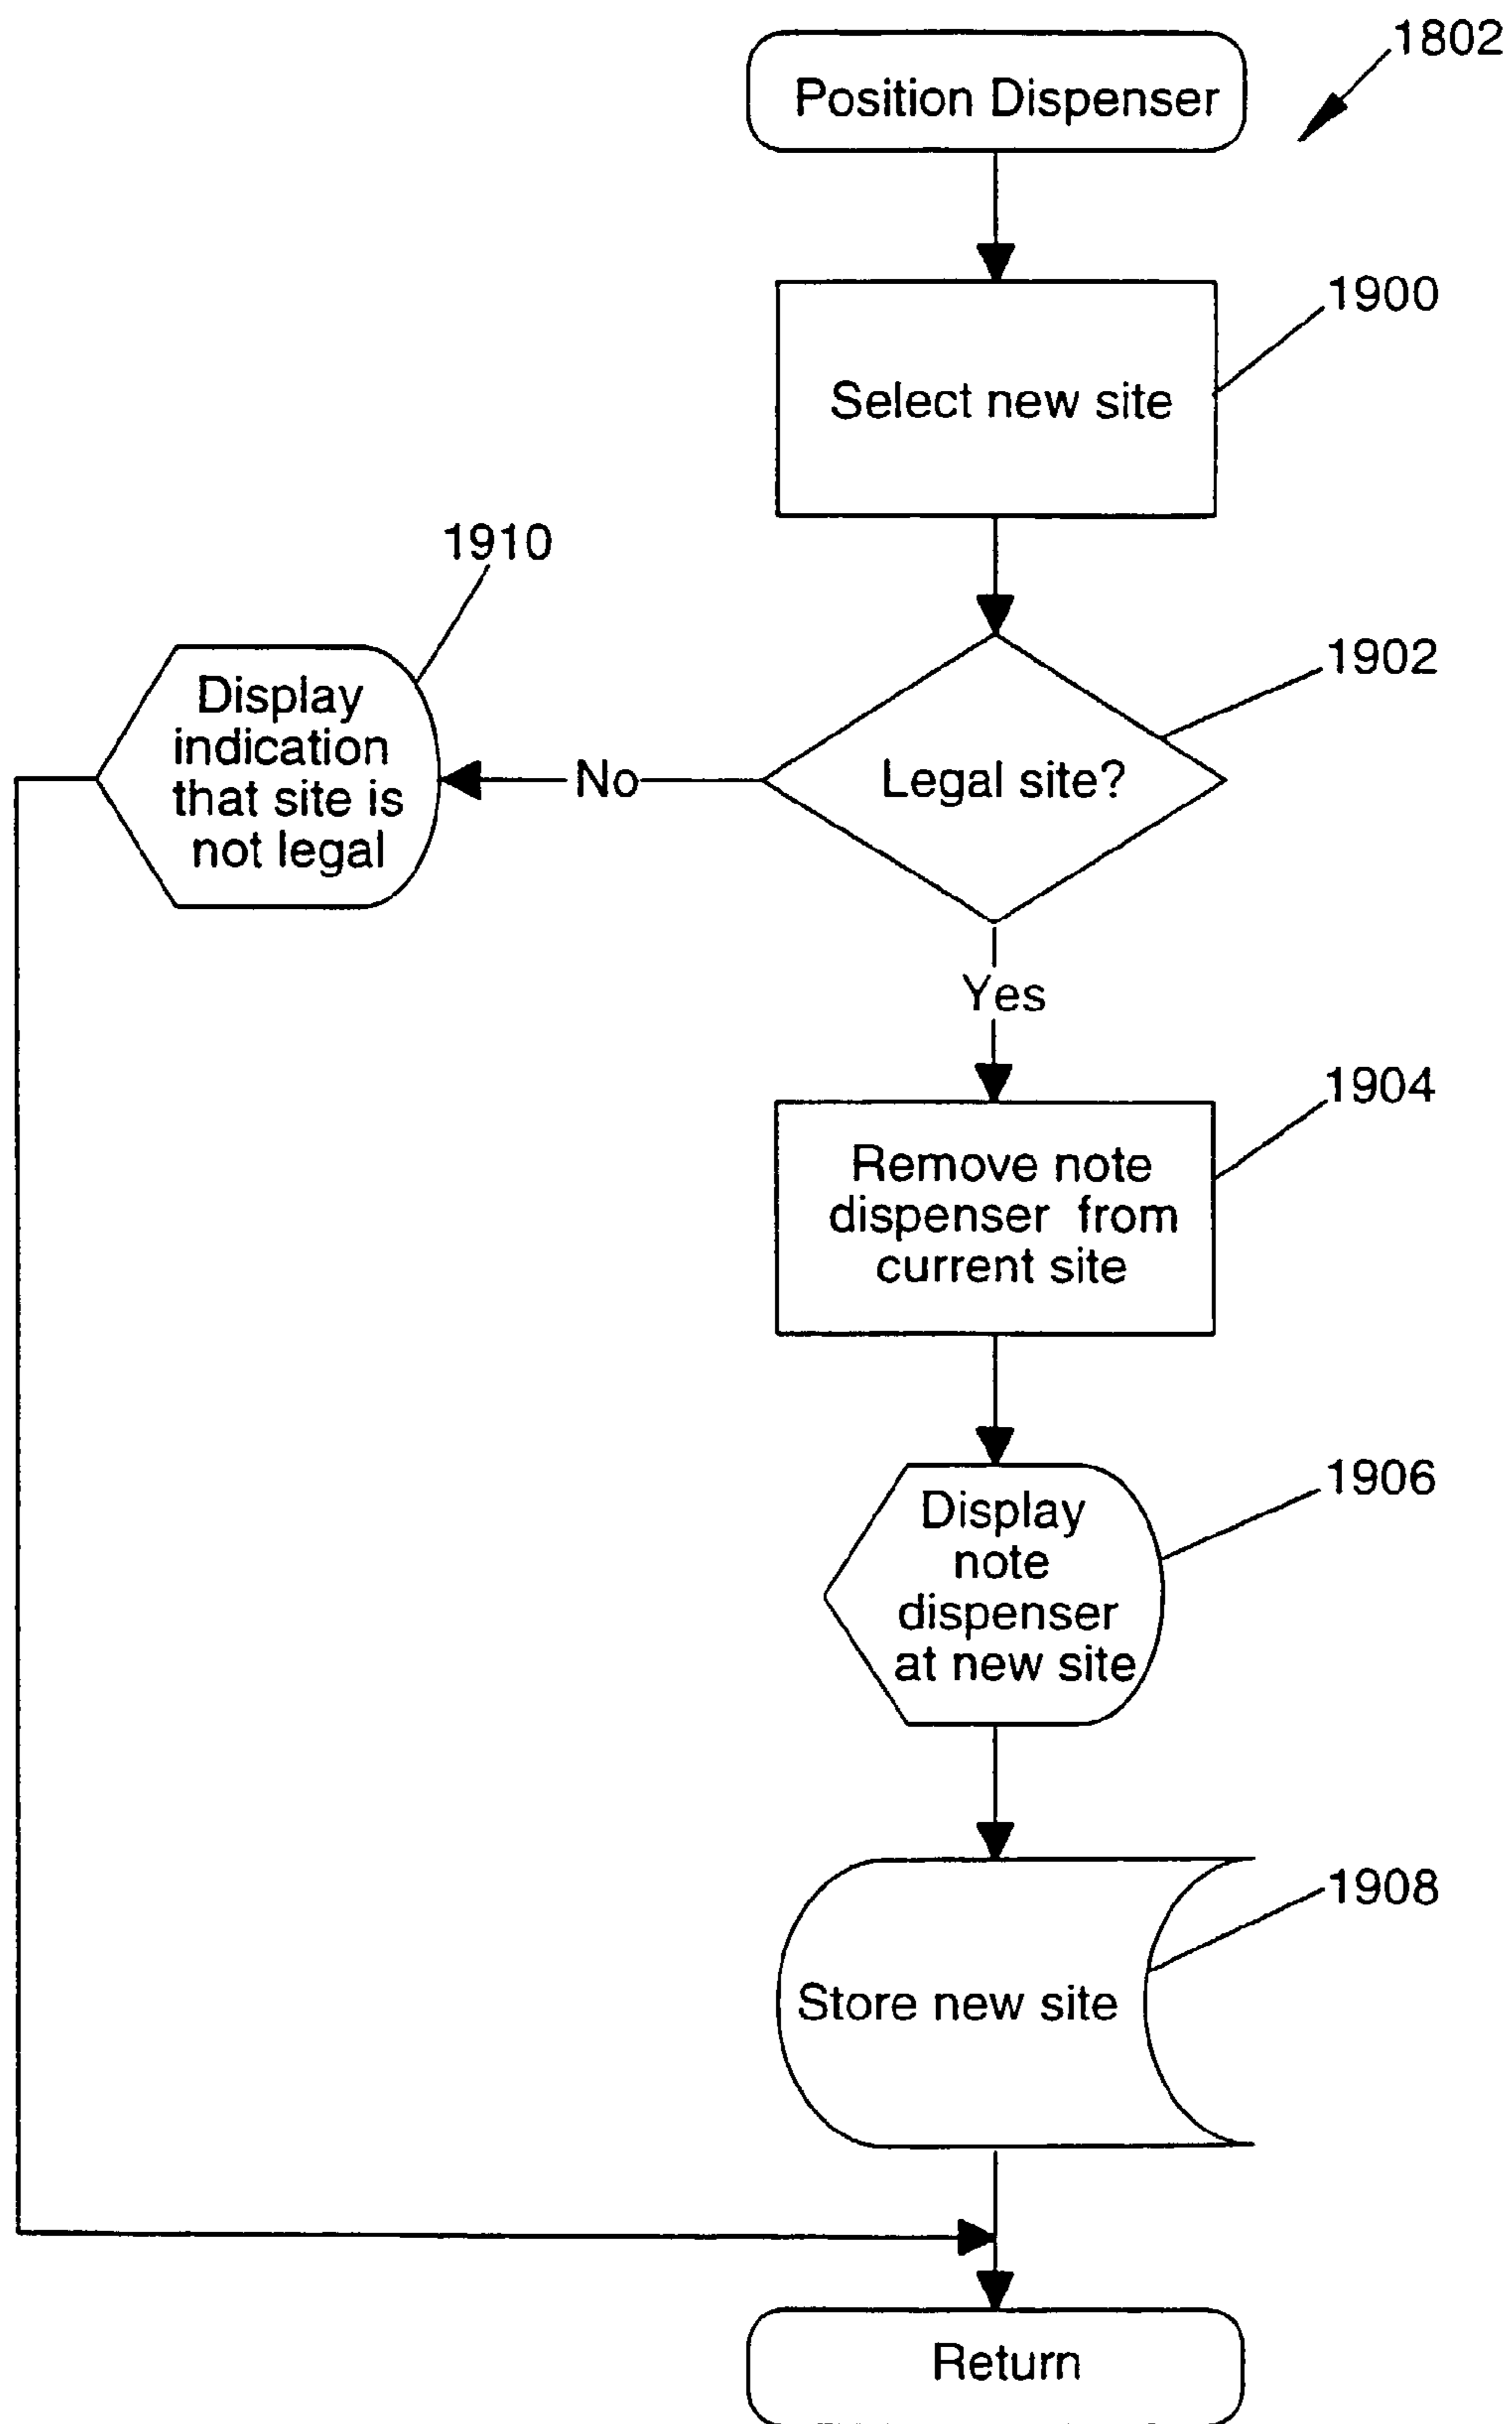 1802
Position Dispenser
1900
Select new site
1910
1902
Display
indication
that site is
not legal
No
Legal site?
Yes
1904
Remove note
dispenser from
current site
1906
Display
note
dispenser
at new site
1908
Store new site
Return